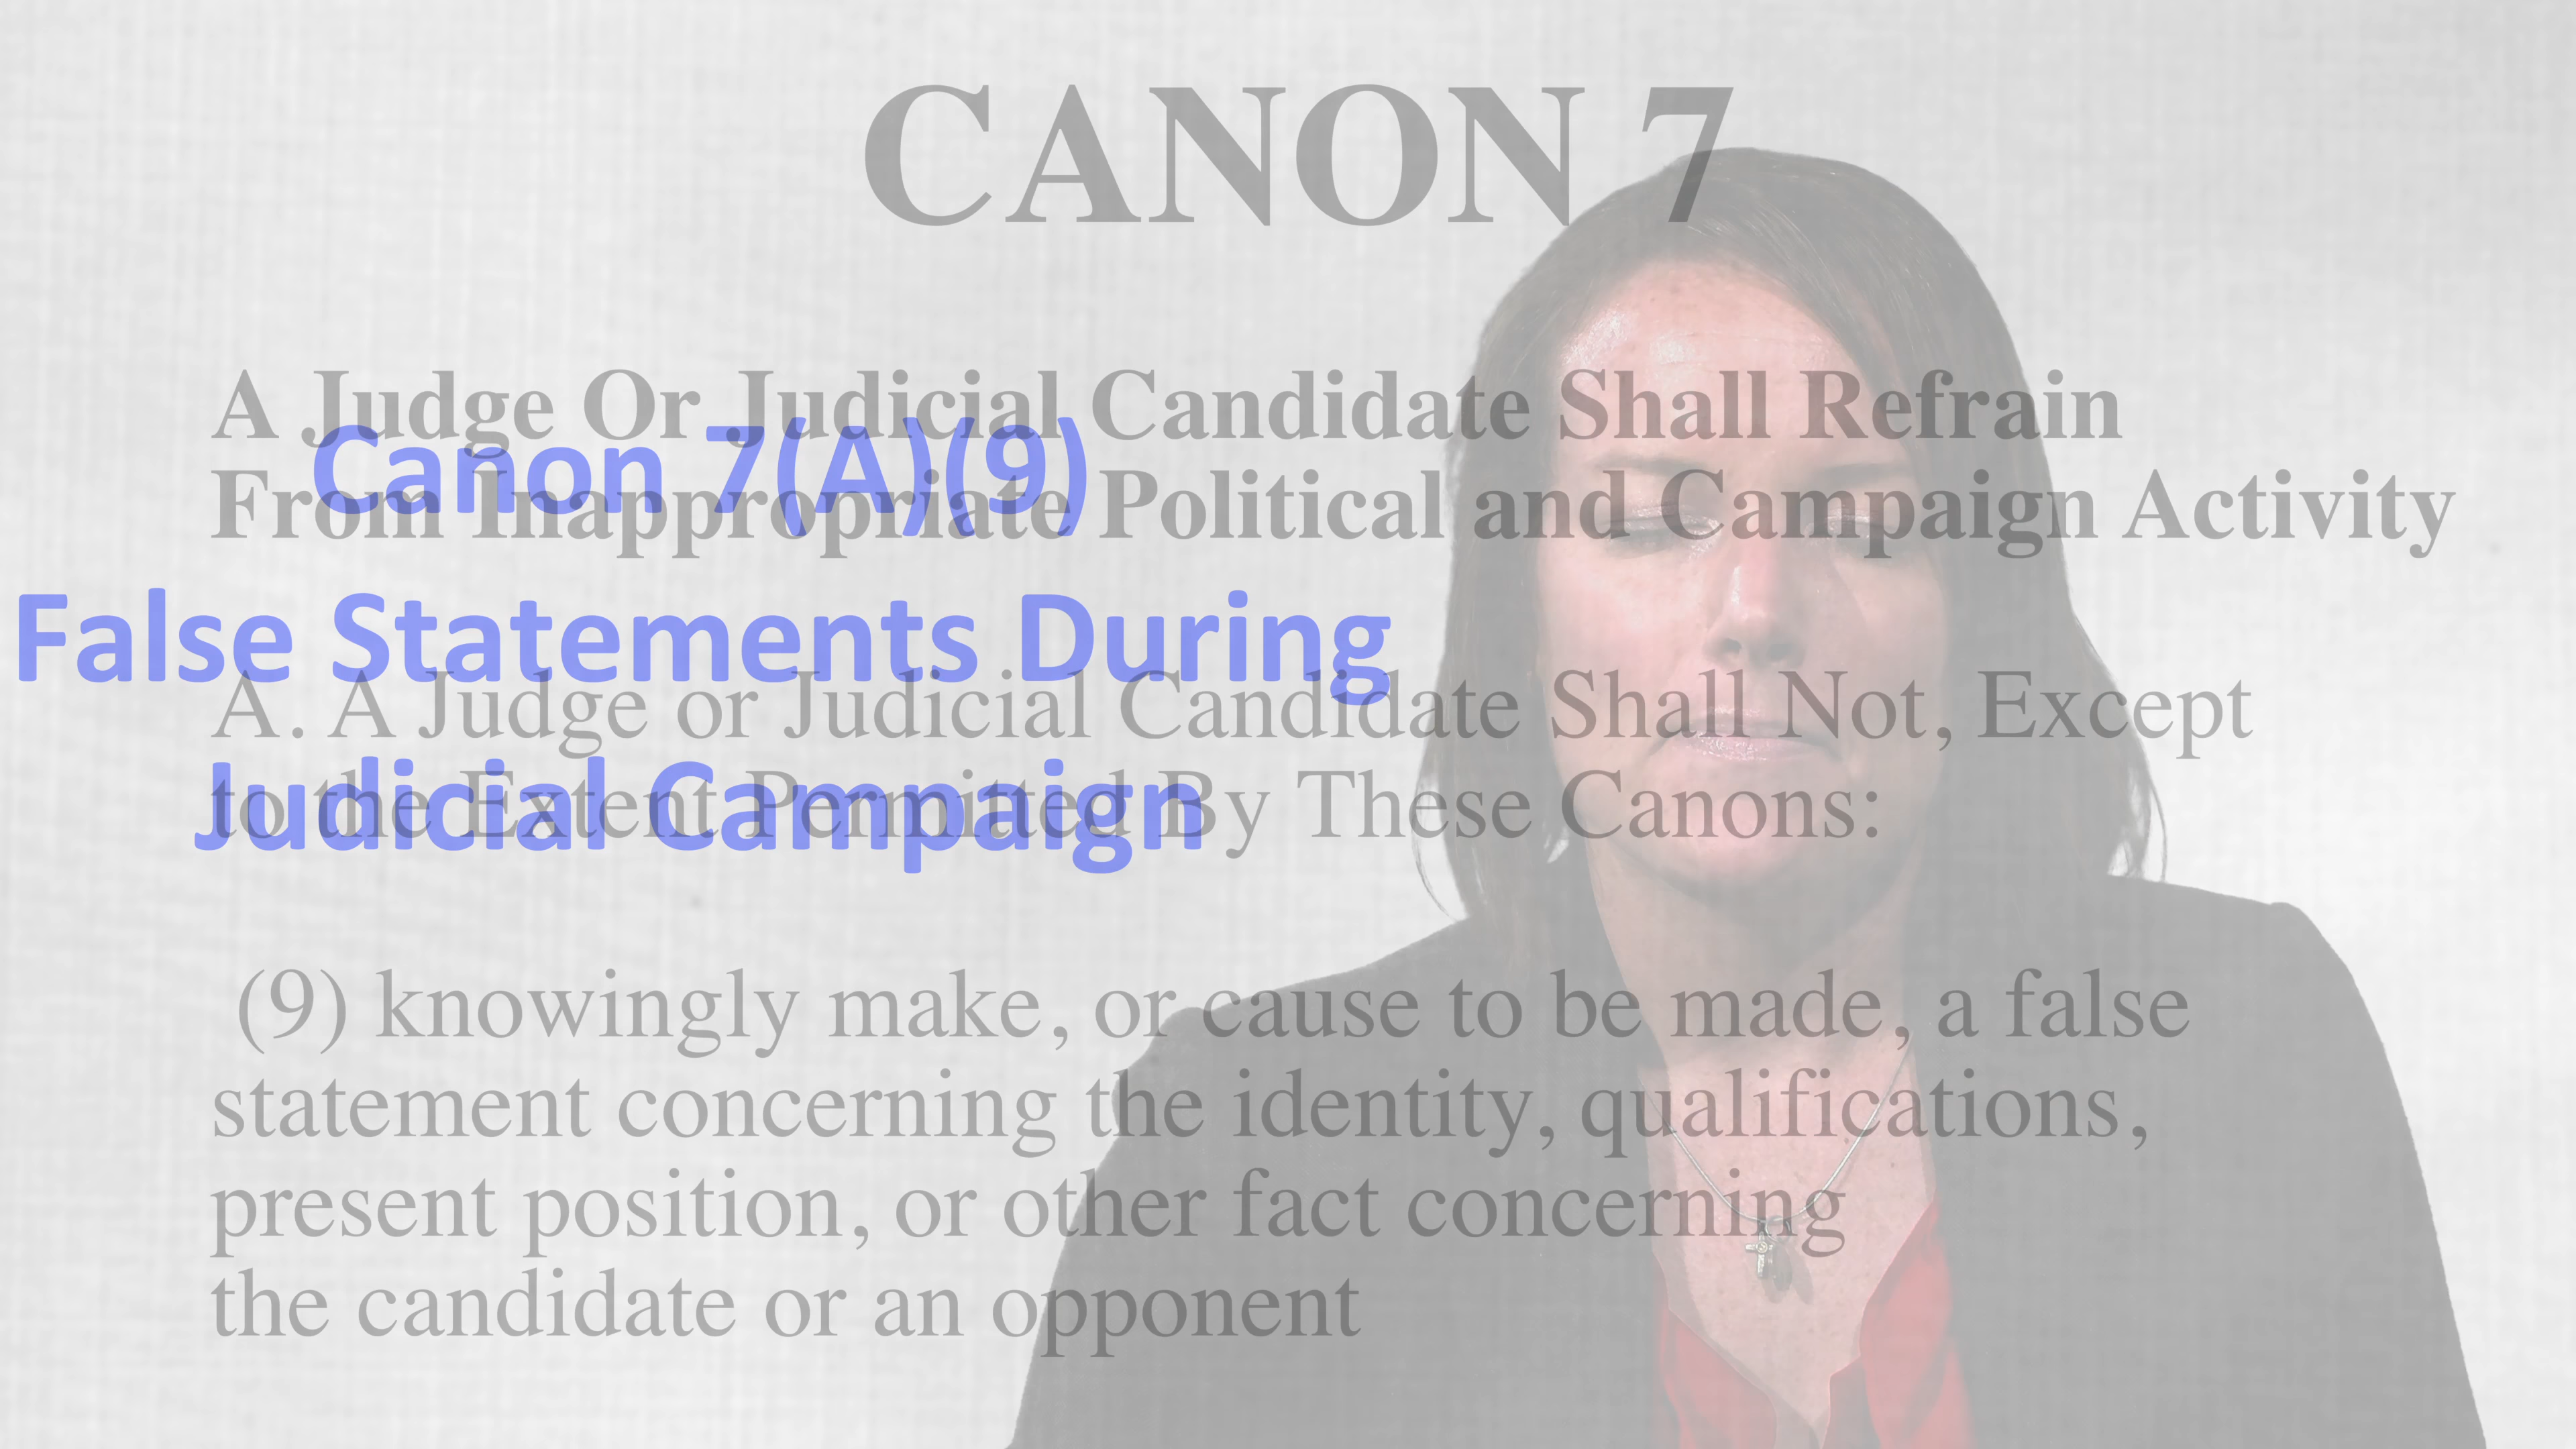 CANON 7
A Judge Or Judicial Candidate Shall Refrain
From Inappropriate Political and Campaign Activity
Canon 7(A)(9)
False Statements During
Judicial Campaign
A. A Judge or Judicial Candidate Shall Not, Except
to the Extent Permitted By These Canons:
(9) knowingly make, or cause to be made, a false
statement concerning the identity, qualifications,
present position, or other fact concerning
the candidate or an opponent